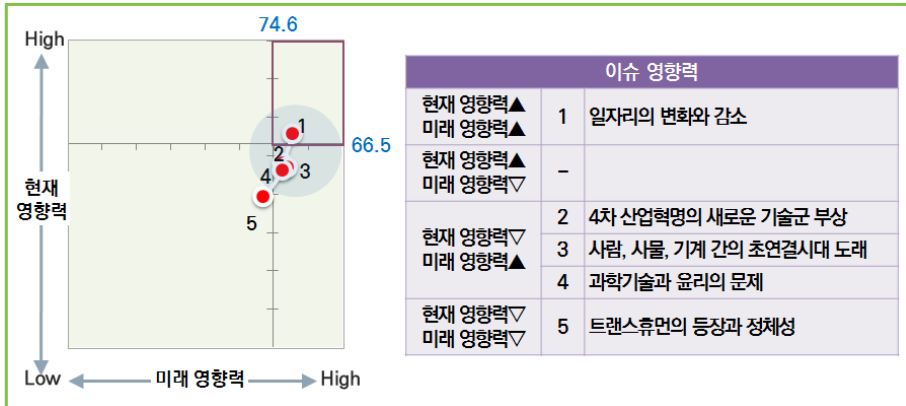 74.6
High
1
66.5
2
3
4
5
현재
영향력
Low
미래 영향력
High
이슈 영향력
현재 영향력▲
미래 영향력▲
1
일자리의 변화와 감소
현재 영향력▲
미래 영향력▽
-
현재 영향력▽
미래 영향력▲
2
4차 산업혁명의 새로운 기술군 부상
3
사람, 사물, 기계 간의 초연결시대 도래
4
과학기술과 윤리의 문제
현재 영향력▽
미래 영향력▽
5
트랜스휴먼의 등장과 정체성